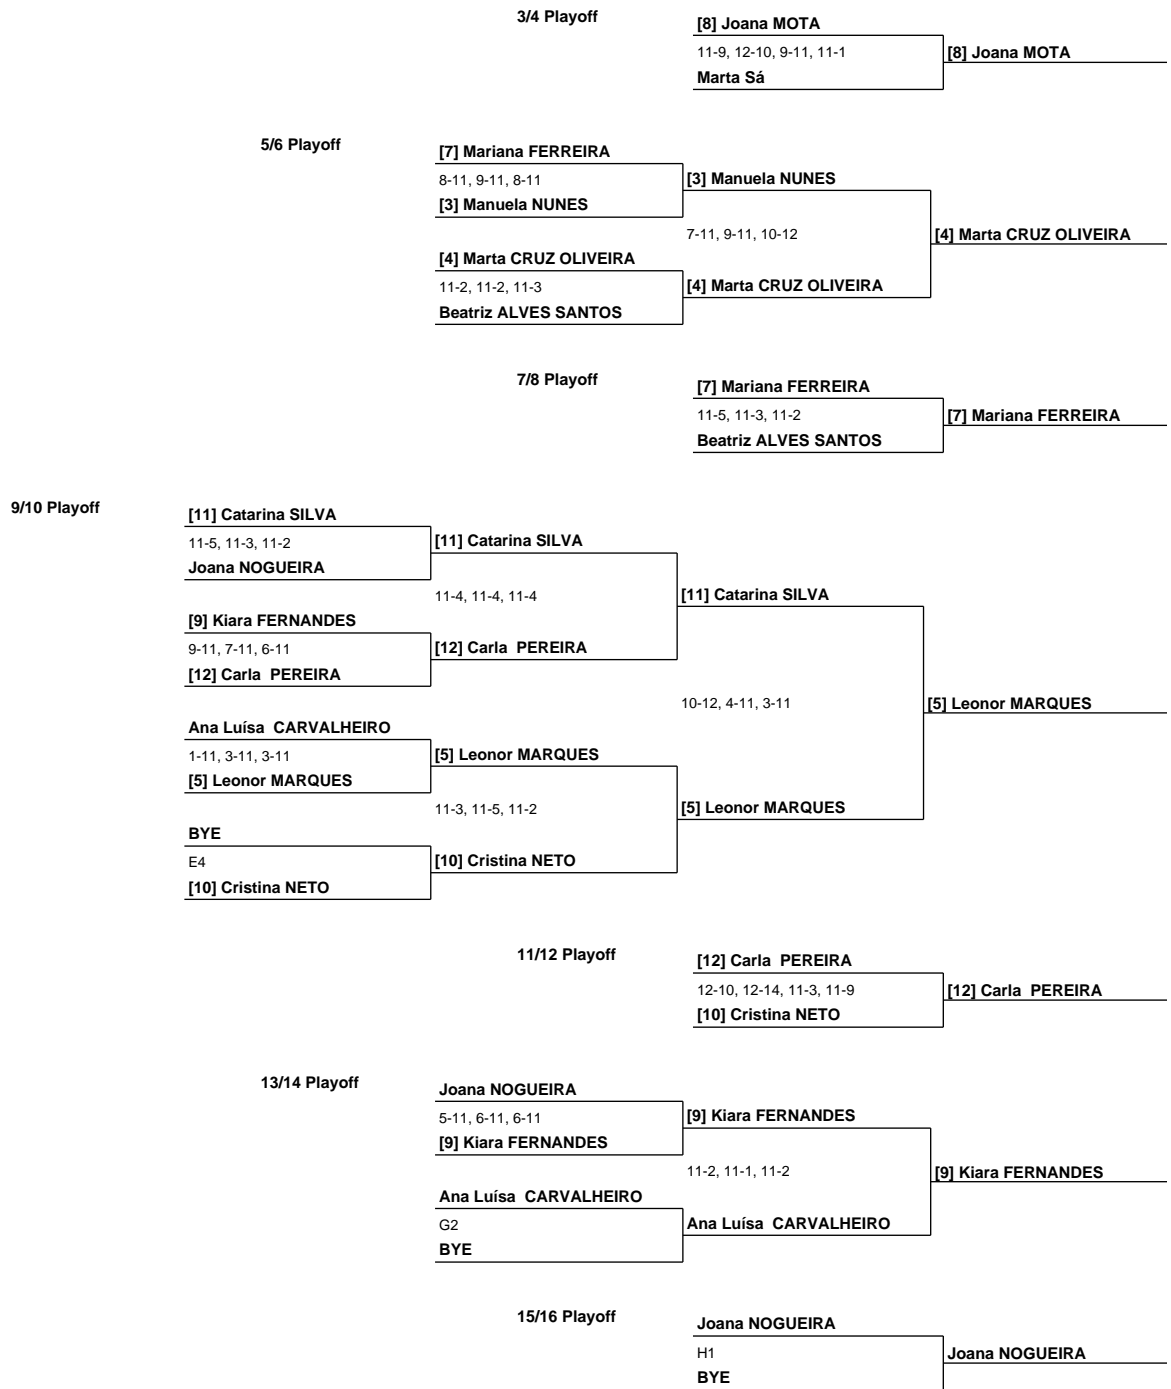 3/4 Playoff
[8] Joana MOTA
11-9, 12-10, 9-11, 11-1
[8] Joana MOTA
Marta Sá
5/6 Playoff
[7] Mariana FERREIRA
8-11, 9-11, 8-11
[3] Manuela NUNES
[3] Manuela NUNES
7-11, 9-11, 10-12
[4] Marta CRUZ OLIVEIRA
[4] Marta CRUZ OLIVEIRA
11-2, 11-2, 11-3
[4] Marta CRUZ OLIVEIRA
Beatriz ALVES SANTOS
7/8 Playoff
[7] Mariana FERREIRA
11-5, 11-3, 11-2
[7] Mariana FERREIRA
Beatriz ALVES SANTOS
9/10 Playoff
[11] Catarina SILVA
11-5, 11-3, 11-2
[11] Catarina SILVA
Joana NOGUEIRA
11-4, 11-4, 11-4
[11] Catarina SILVA
[9] Kiara FERNANDES
9-11, 7-11, 6-11
[12] Carla  PEREIRA
[12] Carla  PEREIRA
10-12, 4-11, 3-11
[5] Leonor MARQUES
Ana Luísa  CARVALHEIRO
1-11, 3-11, 3-11
[5] Leonor MARQUES
[5] Leonor MARQUES
11-3, 11-5, 11-2
[5] Leonor MARQUES
BYE
E4
[10] Cristina NETO
[10] Cristina NETO
11/12 Playoff
[12] Carla  PEREIRA
12-10, 12-14, 11-3, 11-9
[12] Carla  PEREIRA
[10] Cristina NETO
13/14 Playoff
Joana NOGUEIRA
5-11, 6-11, 6-11
[9] Kiara FERNANDES
[9] Kiara FERNANDES
11-2, 11-1, 11-2
[9] Kiara FERNANDES
Ana Luísa  CARVALHEIRO
G2
Ana Luísa  CARVALHEIRO
BYE
15/16 Playoff
Joana NOGUEIRA
H1
Joana NOGUEIRA
BYE